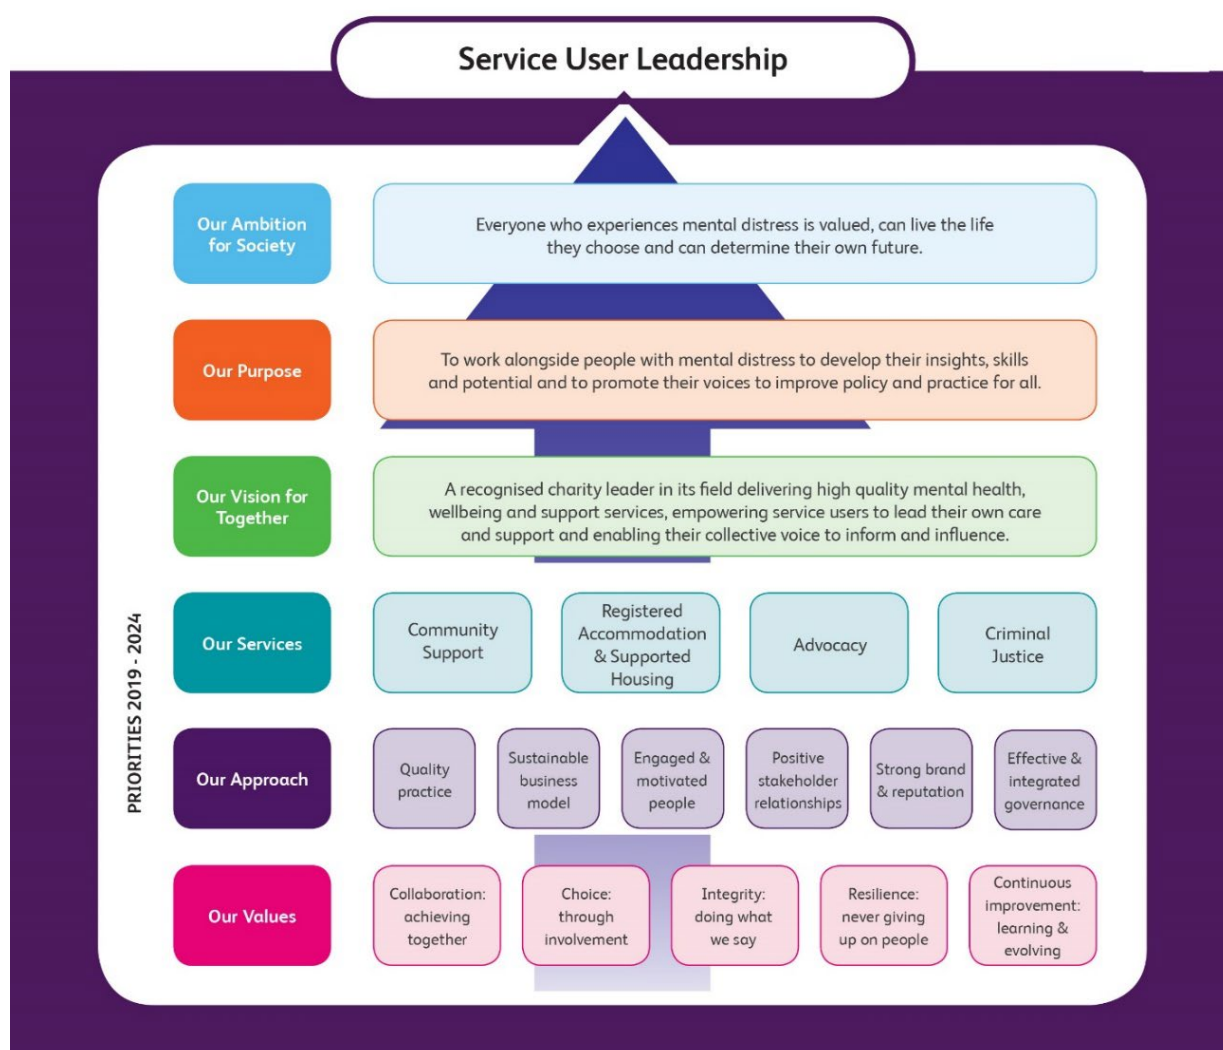 Service User Leadership
Our Ambition
for Society
Everyone who experiences mental distress is valued, can live the life
they choose and can determine their own future.
Our Purpose
To work alongside people with mental distress to develop their insights, skills
and potential and to promote their voices to improve policy and practice for all.
Our Vision for
Together
A recognised charity leader in its field delivering high quality mental health,
wellbeing and support services, empowering service users to lead their own care
and support and enabling their collective voice to inform and influence.
PRIORITIES 2019 - 2024
Our Services
Community
Support
Registered
Accommodation
& Supported
Housing
Advocacy
Criminal
Justice
Our Approach
Quality
practice
Sustainable
business
model
Engaged &
motivated
people
Positive
stakeholder
relationships
Strong brand
& reputation
Effective &
integrated
governance
Our Values
Collaboration:
achieving
together
Choice:
through
involvement
Integrity:
doing what
we say
Resilience:
never giving
up on people
Continuous
improvement:
learning &
evolving